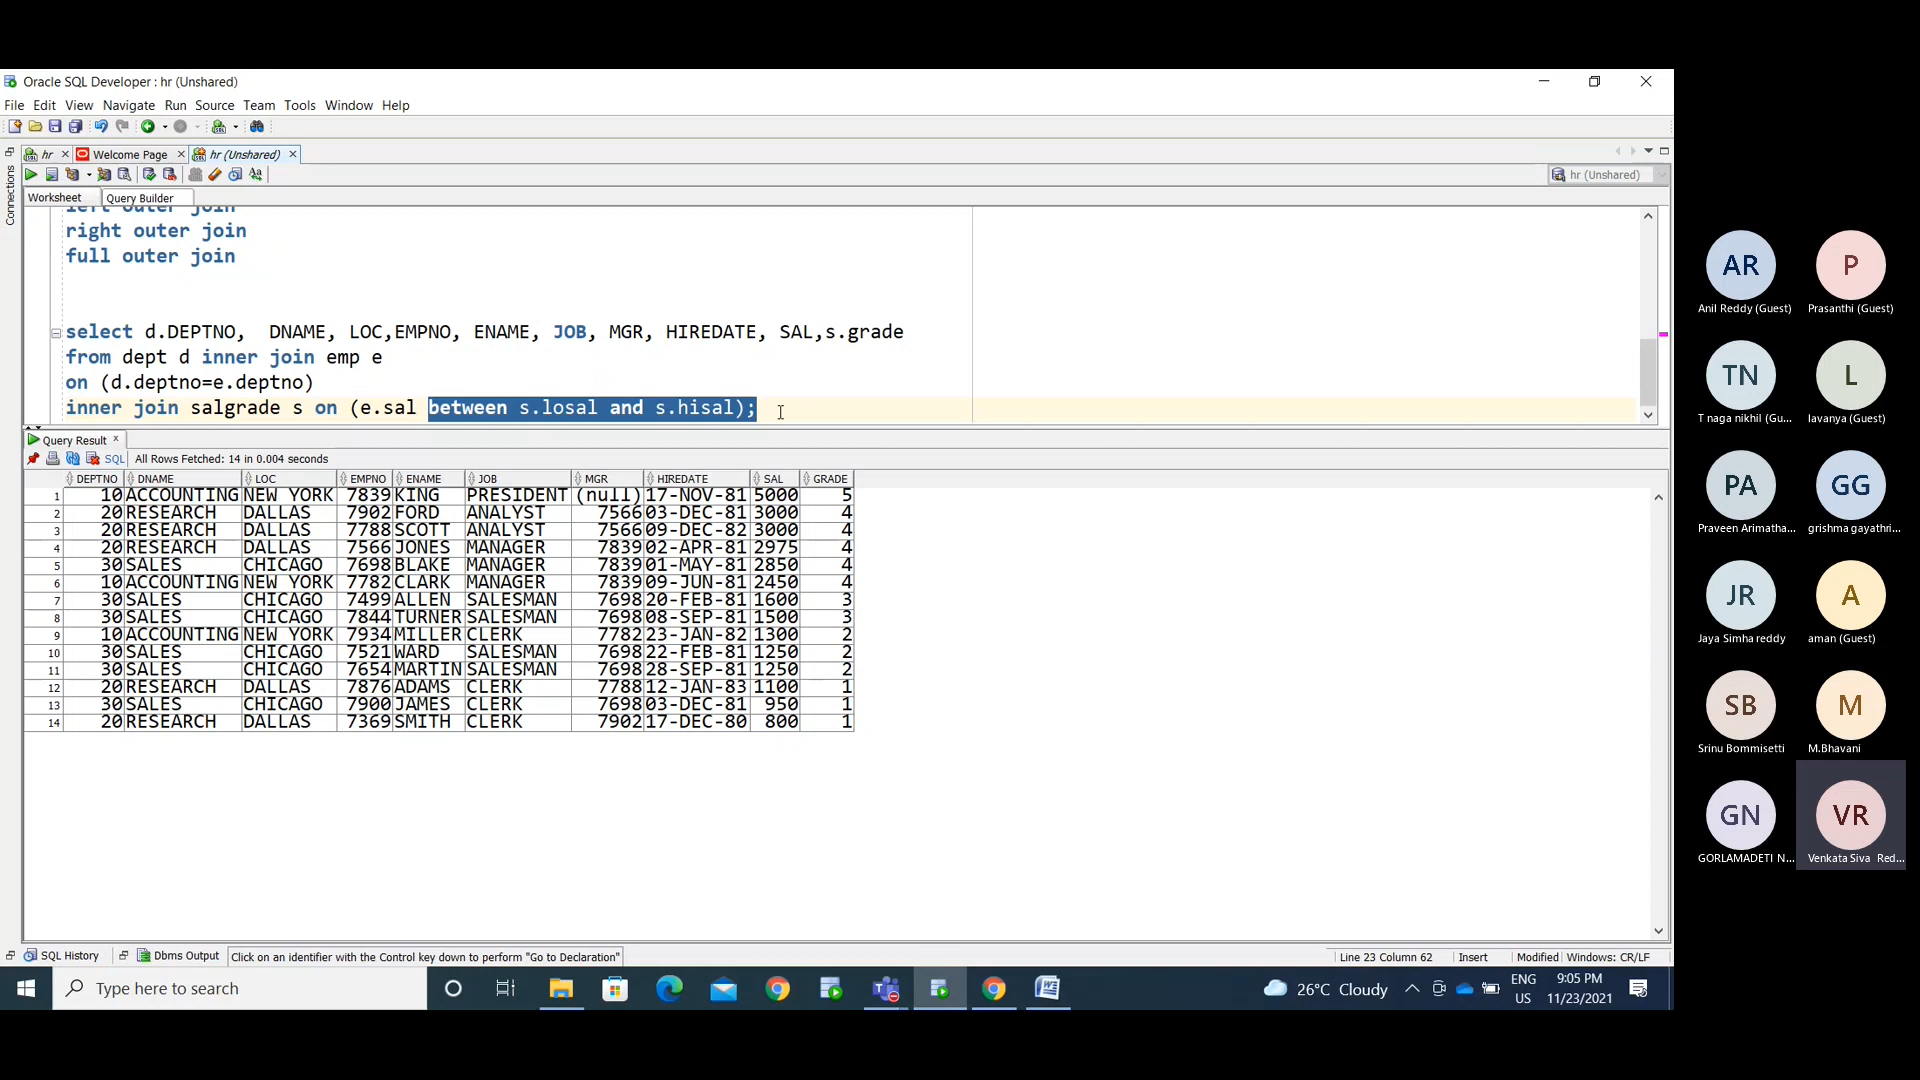 Oracle SQL Developer : hr (Unshared)
File Edit View Navigate Run Source Team Tools Window Help
hr Welcome Page hr (Unshared)
hr (Unshared)
Connections
Worksheet Query Builder
left outer join
right outer join
full outer join
select d.DEPTNO, DNAME, LOC,EMPNO, ENAME, JOB, MGR, HIREDATE, SAL,s.grade
from dept d inner join emp e
on (d.deptno=e.deptno)
inner join salgrade s on (e.sal between s.losal and s.hisal);
Query Result
SQL All Rows Fetched: 14 in 0.004 seconds
DEPTNO DNAME LOC EMPNO ENAME JOB MGR HIREDATE SAL GRADE
1 10 ACCOUNTING NEW YORK 7839 KING PRESIDENT (null) 17-NOV-81 5000 5
2 20 RESEARCH DALLAS 7902 FORD ANALYST 7566 03-DEC-81 3000 4
3 20 RESEARCH DALLAS 7788 SCOTT ANALYST 7566 09-DEC-82 3000 4
4 20 RESEARCH DALLAS 7566 JONES MANAGER 7839 02-APR-81 2975 4
5 30 SALES CHICAGO 7698 BLAKE MANAGER 7839 01-MAY-81 2850 4
6 10 ACCOUNTING NEW YORK 7782 CLARK MANAGER 7839 09-JUN-81 2450 4
7 30 SALES CHICAGO 7499 ALLEN SALESMAN 7698 20-FEB-81 1600 3
8 30 SALES CHICAGO 7844 TURNER SALESMAN 7698 08-SEP-81 1500 3
9 10 ACCOUNTING NEW YORK 7934 MILLER CLERK 7782 23-JAN-82 1300 2
10 30 SALES CHICAGO 7521 WARD SALESMAN 7698 22-FEB-81 1250 2
11 30 SALES CHICAGO 7654 MARTIN SALESMAN 7698 28-SEP-81 1250 2
12 20 RESEARCH DALLAS 7876 ADAMS CLERK 7788 12-JAN-83 1100 1
13 30 SALES CHICAGO 7900 JAMES CLERK 7698 03-DEC-81 950 1
14 20 RESEARCH DALLAS 7369 SMITH CLERK 7902 17-DEC-80 800 1
SQL History Dbms Output Click on an identifier with the Control key down to perform "Go to Declaration"
Line 23 Column 62 Insert Modified Windows: CR/LF
Type here to search
26°C Cloudy
ENG
US
9:05 PM
11/23/2021
AR P
Anil Reddy (Guest) Prasanthi (Guest)
TN L
T naga nikhil (Gu... lavanya (Guest)
PA GG
Praveen Arimatha... grishma gayathri...
JR A
Jaya Simha reddy aman (Guest)
SB M
Srinu Bommisetti M.Bhavani
GN VR
GORLAMADETI N... Venkata Siva Red...